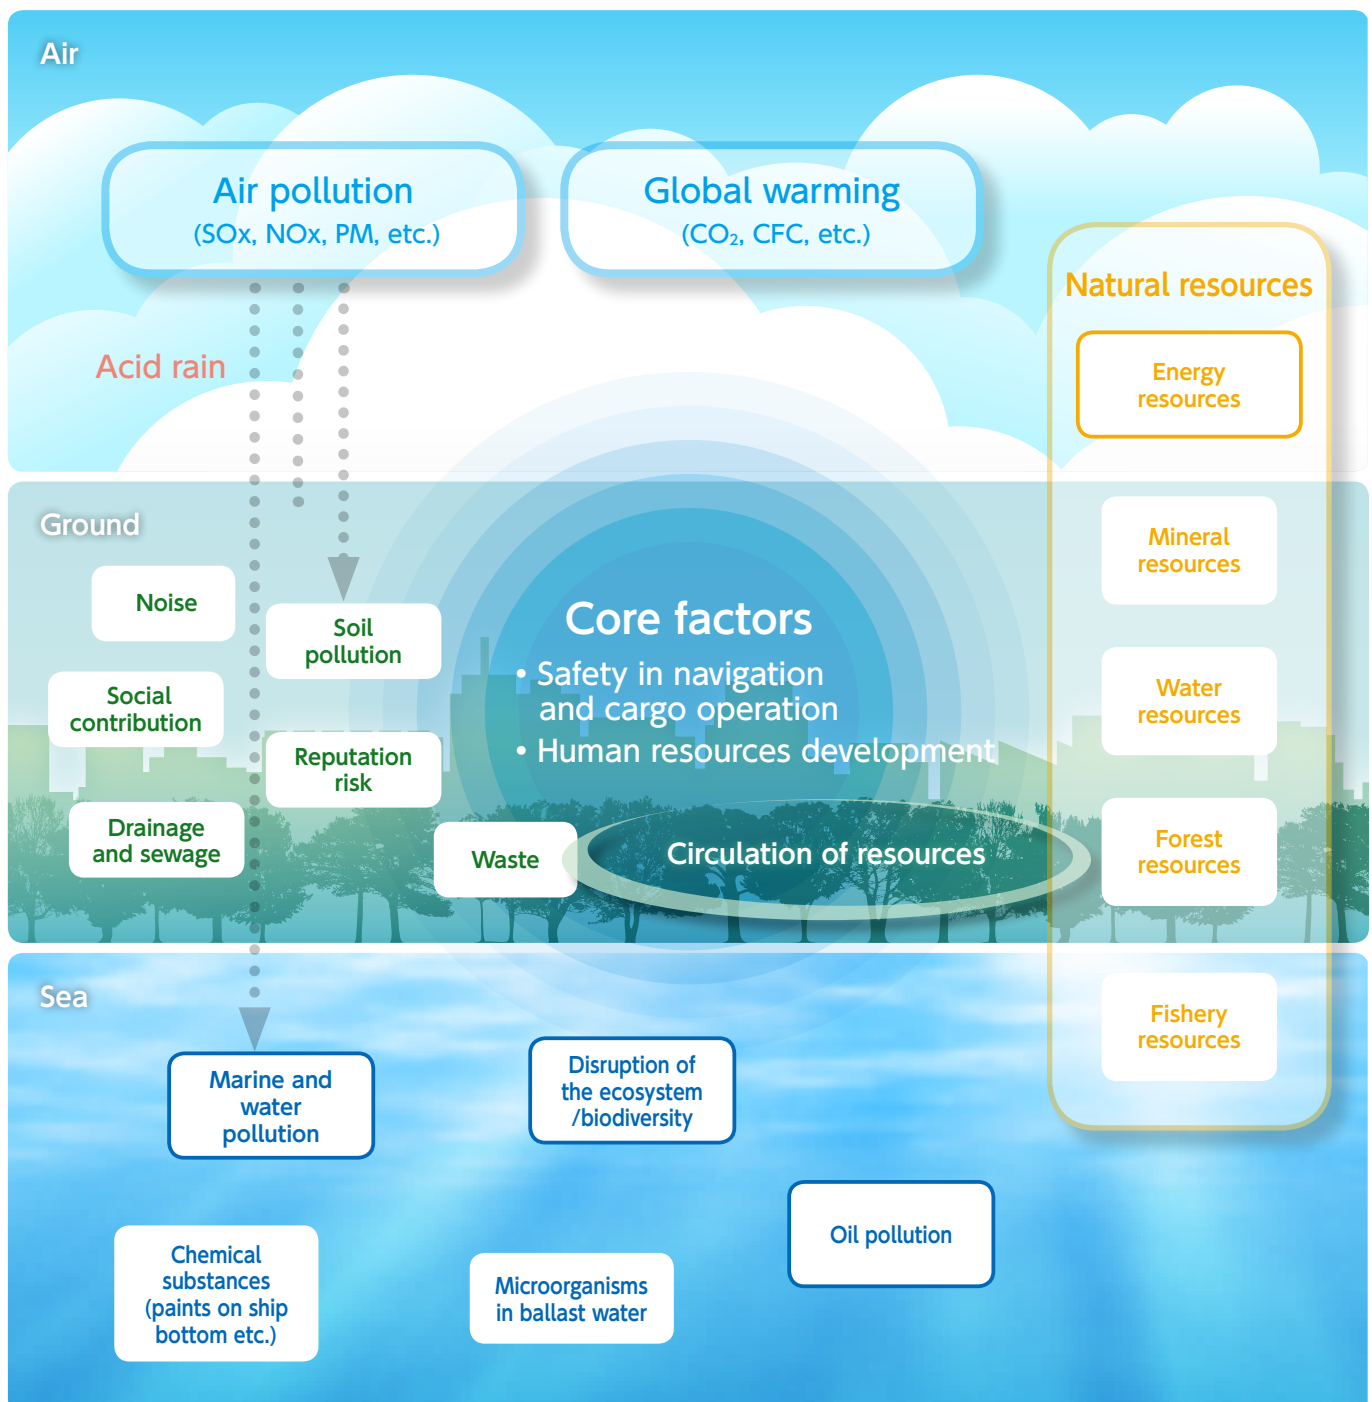 Air
Air pollution
(SOx, NOx, PM, etc.)
Global warming
(CO₂, CFC, etc.)
Natural resources
Energy
resources
Acid rain
Ground
Mineral
resources
Noise
Soil
pollution
Core factors
• Safety in navigation
and cargo operation
• Human resources development
Social
contribution
Water
resources
Reputation
risk
Drainage
and sewage
Waste
Circulation of resources
Forest
resources
Sea
Fishery
resources
Marine and
water
pollution
Disruption of
the ecosystem
/biodiversity
Oil pollution
Chemical
substances
(paints on ship
bottom etc.)
Microorganisms
in ballast water